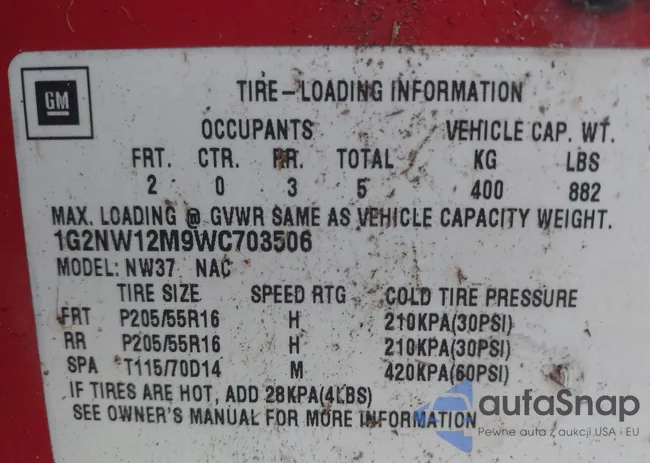 GM
TIRE-LOADING INFORMATION
OCCUPANTS VEHICLE CAP. WT.
FRT. CTR. RR. TOTAL KG LBS
2 0 3 5 400 882
MAX. LOADING @ GVWR SAME AS VEHICLE CAPACITY WEIGHT.
1G2NW12M9WC703506
MODEL: NW37 NAC
TIRE SIZE SPEED RTG COLD TIRE PRESSURE
FRT P205/55R16 H 210KPA(30PSI)
RR P205/55R16 H 210KPA(30PSI)
SPA T115/70D14 M 420KPA(60PSI)
IF TIRES ARE HOT, ADD 28KPA(4LBS)
SEE OWNER'S MANUAL FOR MORE INFORMATION
autaSnap
Pewne auta z aukcji USA i EU